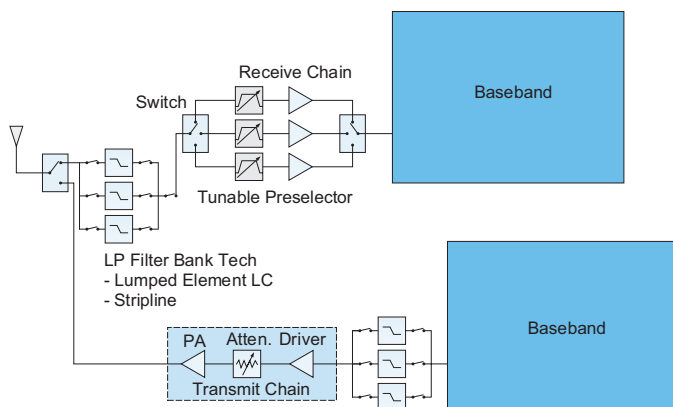 Receive Chain
Switch
Baseband
Tunable Preselector
LP Filter Bank Tech
- Lumped Element LC
- Stripline
PA Atten. Driver
Transmit Chain
Baseband